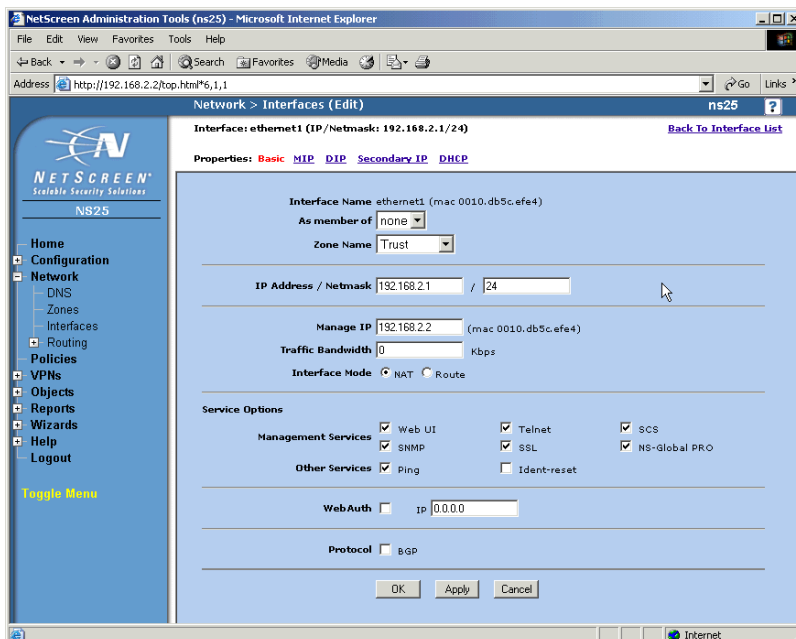 NetScreen Administration Tools (ns25) - Microsoft Internet Explorer
File Edit View Favorites Tools Help
Back Search Favorites Media
Address http://192.168.2.2/top.html*6,1,1 Go Links »
Network > Interfaces (Edit) ns25 ?
Interface: ethernet1 (IP/Netmask: 192.168.2.1/24) Back To Interface List
Properties: Basic MIP DIP Secondary IP DHCP
N
NETSCREEN
Scalable Security Solutions
NS25
Home
Configuration
Network
DNS
Zones
Interfaces
Routing
Policies
VPNs
Objects
Reports
Wizards
Help
Logout
Toggle Menu
Interface Name ethernet1 (mac 0010.db5c.efe4)
As member of none
Zone Name Trust
IP Address / Netmask 192.168.2.1 / 24
Manage IP 192.168.2.2 (mac 0010.db5c.efe4)
Traffic Bandwidth 0 Kbps
Interface Mode NAT Route
Service Options
Management Services Web UI Telnet SCS
SNMP SSL NS-Global PRO
Other Services Ping Ident-reset
WebAuth IP 0.0.0.0
Protocol BGP
OK Apply Cancel
Internet